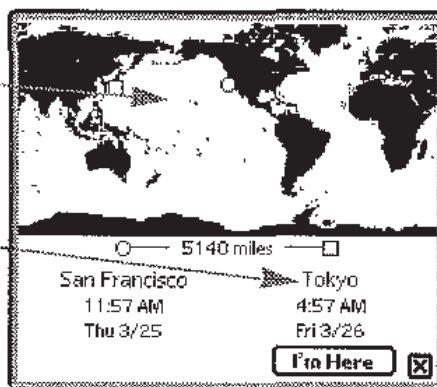 5140 miles
San Francisco Tokyo
11:57 AM 4:57 AM
Thu 3/25 Fri 3/26
I'm Here